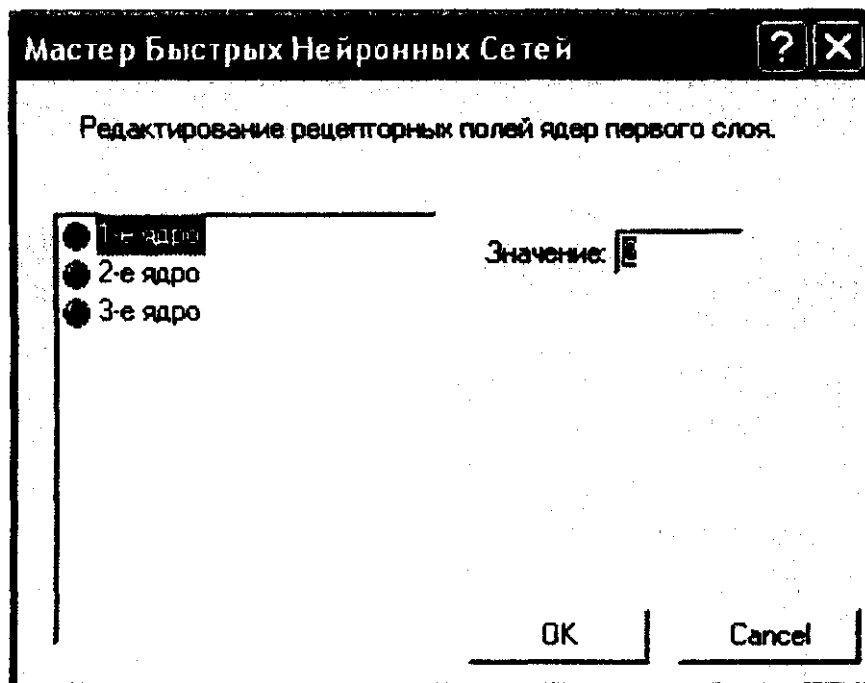 Мастер Быстрых Нейронных Сетей
Редактирование рецепторных полей ядер первого слоя.
1-е ядро
2-е ядро
3-е ядро
Значение:
OK
Cancel